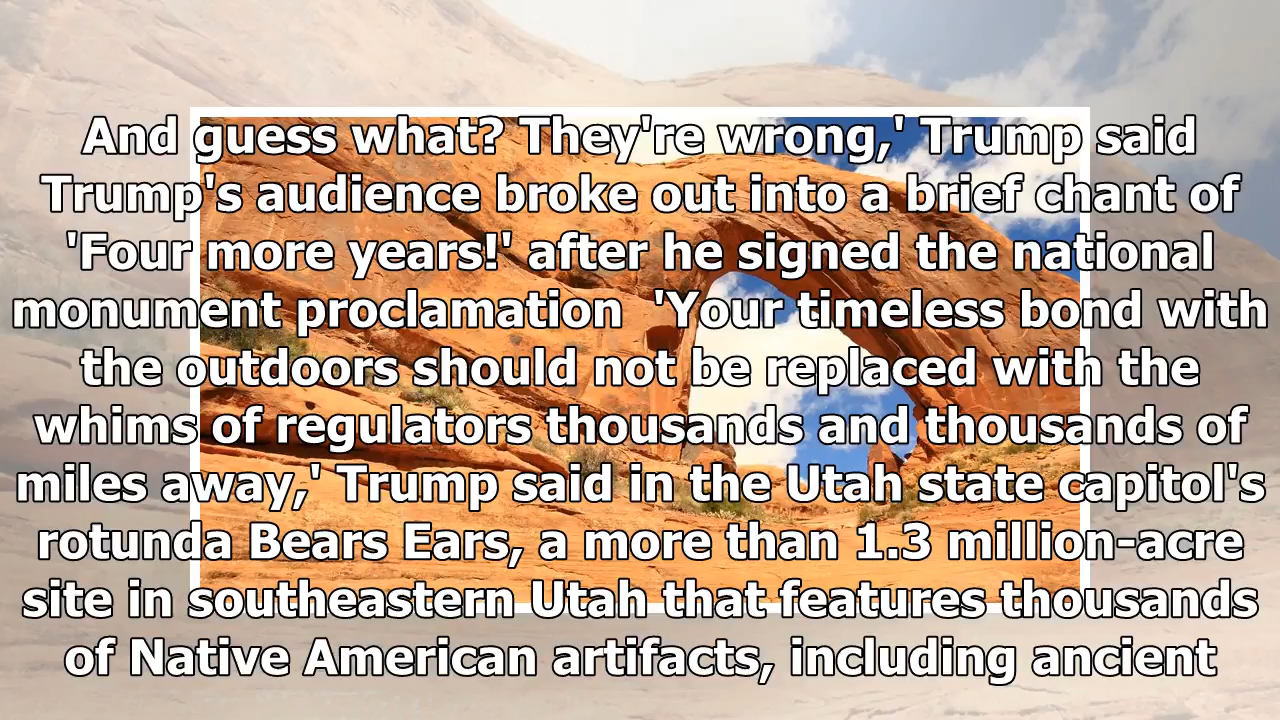 And guess what? They're wrong,' Trump said
Trump's audience broke out into a brief chant of
'Four more years!' after he signed the national
monument proclamation  'Your timeless bond with
the outdoors should not be replaced with the
whims of regulators thousands and thousands of
miles away,' Trump said in the Utah state capitol's
rotunda Bears Ears, a more than 1.3 million-acre
site in southeastern Utah that features thousands
of Native American artifacts, including ancient